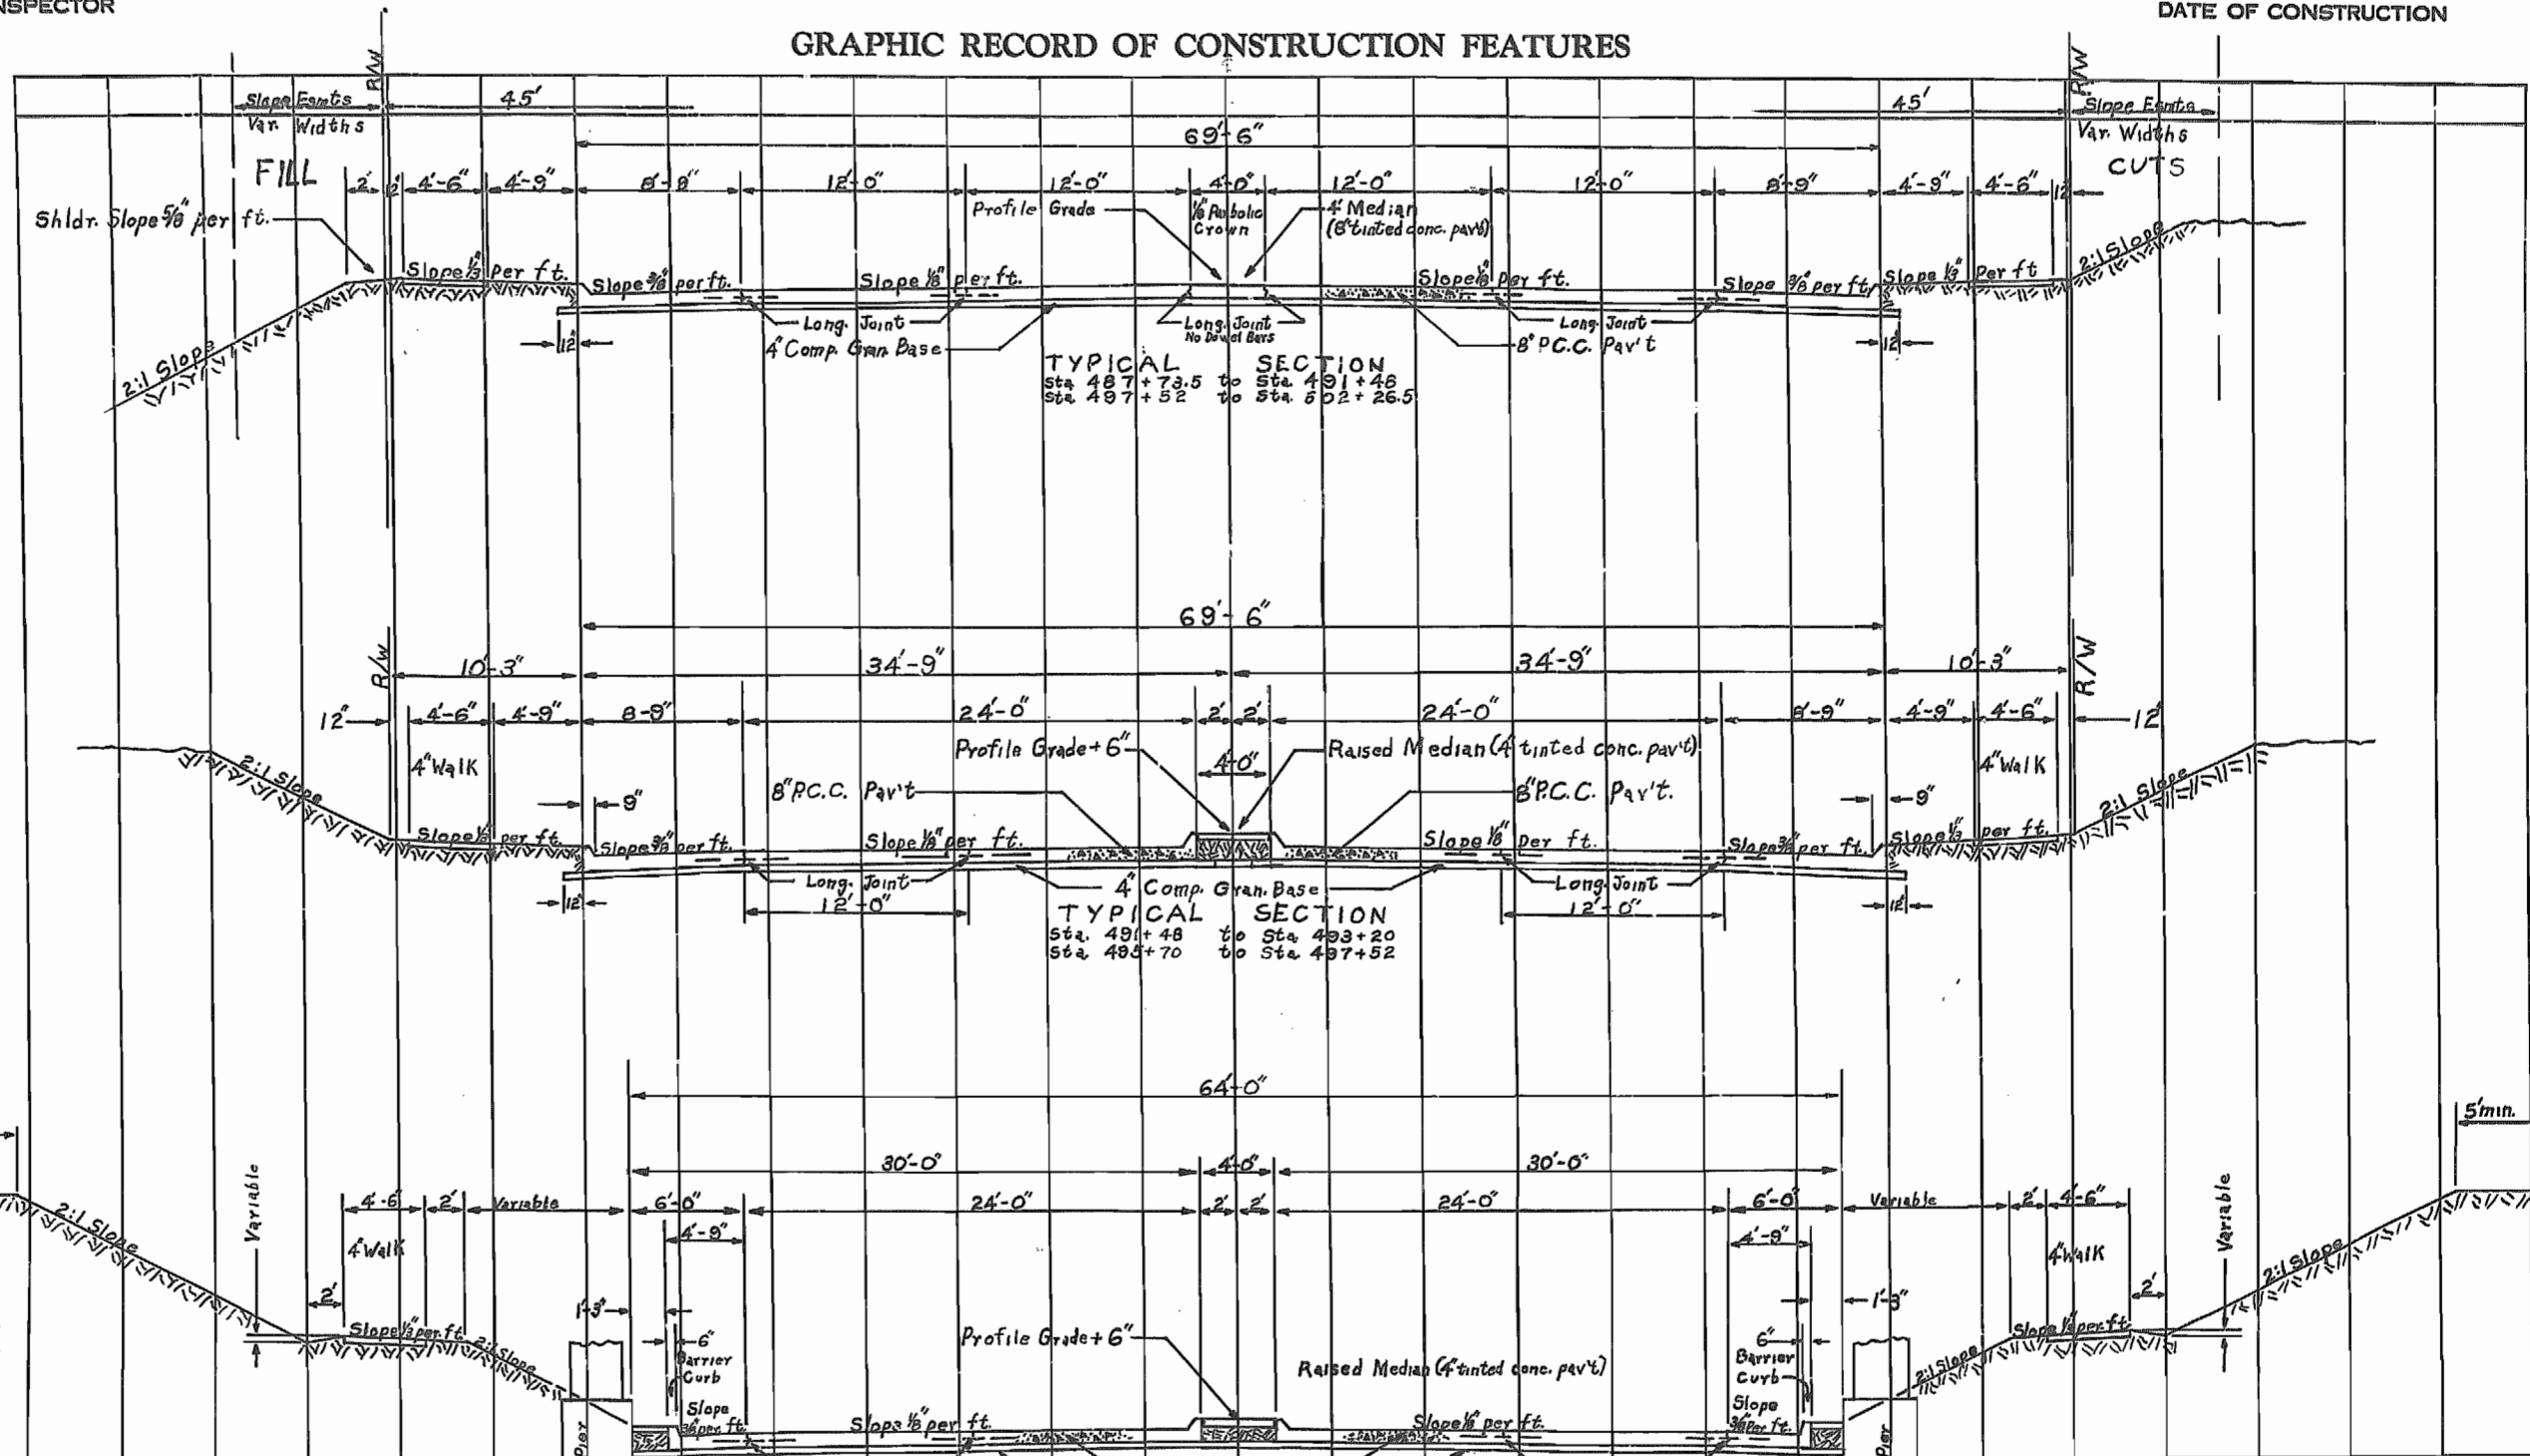 NSPECTOR
DATE OF CONSTRUCTION
GRAPHIC RECORD OF CONSTRUCTION FEATURES
R/W
R/W
Slope Esmts
45'
45'
Slope Esmts
Var. Widths
Var. Widths
69'-6"
FILL
CUTS
2' 12" 4'-6" 4'-9" 8'-9" 12'-0" 12'-0" 4'-0" 12'-0" 12'-0" 8'-9" 4'-9" 4'-6" 12"
Shldr. Slope 5/8" per ft.
Profile Grade
1/8" Parabolic
Crown
4' Median
(8" tinted conc. pav't)
2:1 Slope
Slope 1/3" Per ft.
Slope 3/8" per ft.
Slope 1/8" per ft.
Slope 1/8" per ft.
Slope 3/8" per ft.
Slope 1/3" Per ft
2:1 Slope
Long. Joint
Long. Joint
No Dowel Bars
Long. Joint
12"
4" Comp. Gran. Base
8" P.C.C. Pav't
12"
TYPICAL SECTION
Sta 487+73.5 to Sta. 491+48
Sta. 497+52 to Sta. 502+26.5
69'-6"
R/W
10'-3"
34'-9"
34'-9"
10'-3"
R/W
12" 4'-6" 4'-9" 8-9" 24'-0" 2' 2' 24'-0" 8'-9" 4'-9" 4'-6" 12"
Profile Grade+6"
Raised Median (4" tinted conc. pav't)
4'-0"
4" Walk
4" Walk
8" P.C.C. Pav't
8" P.C.C. Pav't.
9"
9"
2:1 Slope
2:1 Slope
Slope 1/3" per ft.
Slope 3/8" per ft.
Slope 1/8" per ft.
Slope 1/8" Per ft.
Slope 3/8" per ft.
Slope 1/3" per ft.
Long. Joint
4" Comp. Gran. Base
Long. Joint
12"
12'-0"
12'-0"
12"
TYPICAL SECTION
Sta. 491+48 to Sta 493+20
Sta. 495+70 to Sta. 497+52
64'-0"
5' min.
30'-0" 4'-0" 30'-0"
Variable
4'-6" 2' Variable 6'-0" 24'-0" 2' 2' 24'-0" 6'-0" Variable 2' 4'-6"
Variable
4'-9"
4'-9"
2:1 Slope
4" Walk
4" Walk
2:1 Slope
2'
2'
1'-3"
1'-3"
Slope 1/3" per ft.
2:1 Slope
6"
Barrier
Curb
Profile Grade+6"
Raised Median (4" tinted conc. pav't)
6"
Barrier
Curb
2:1 Slope
Slope 1/3" per ft.
Slope
3/8" per ft.
Slope 1/8" per ft.
Slope 1/8" per ft.
Slope
3/8" per ft.
Pier
Pier